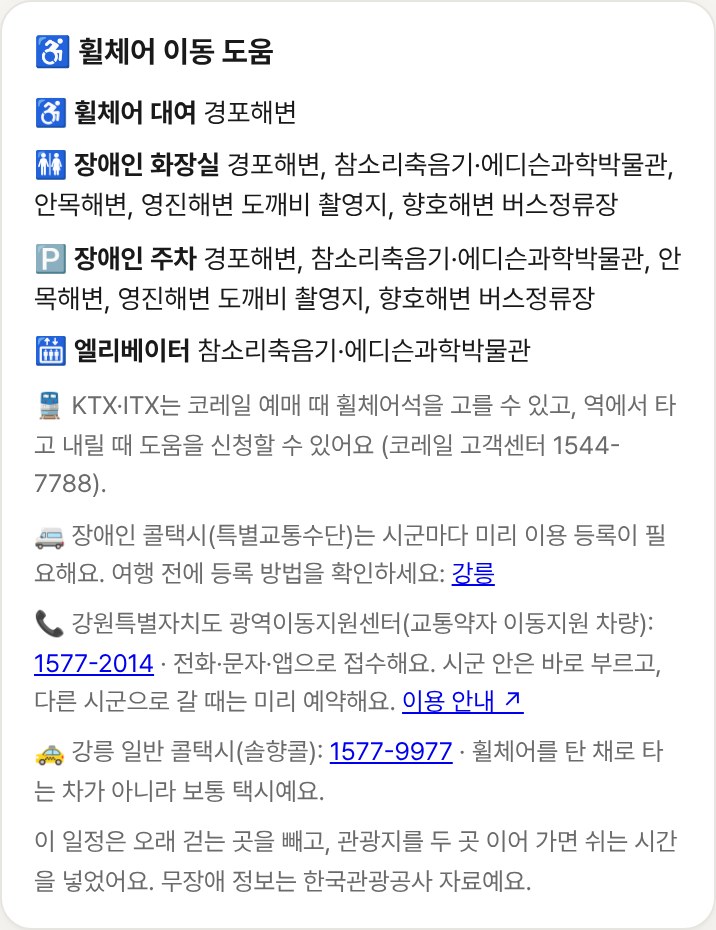 휠체어 이동 도움
휠체어 대여 경포해변
장애인 화장실 경포해변, 참소리축음기·에디슨과학박물관,
안목해변, 영진해변 도깨비 촬영지, 향호해변 버스정류장
P 장애인 주차 경포해변, 참소리축음기·에디슨과학박물관, 안
목해변, 영진해변 도깨비 촬영지, 향호해변 버스정류장
엘리베이터 참소리축음기·에디슨과학박물관
KTX·ITX는 코레일 예매 때 휠체어석을 고를 수 있고, 역에서 타
고 내릴 때 도움을 신청할 수 있어요 (코레일 고객센터 1544-
7788).
장애인 콜택시(특별교통수단)는 시군마다 미리 이용 등록이 필
요해요. 여행 전에 등록 방법을 확인하세요: 강릉
강원특별자치도 광역이동지원센터(교통약자 이동지원 차량):
1577-2014 · 전화·문자·앱으로 접수해요. 시군 안은 바로 부르고,
다른 시군으로 갈 때는 미리 예약해요. 이용 안내 ↗
강릉 일반 콜택시(솔향콜): 1577-9977 · 휠체어를 탄 채로 타
는 차가 아니라 보통 택시예요.
이 일정은 오래 걷는 곳을 빼고, 관광지를 두 곳 이어 가면 쉬는 시간
을 넣었어요. 무장애 정보는 한국관광공사 자료예요.